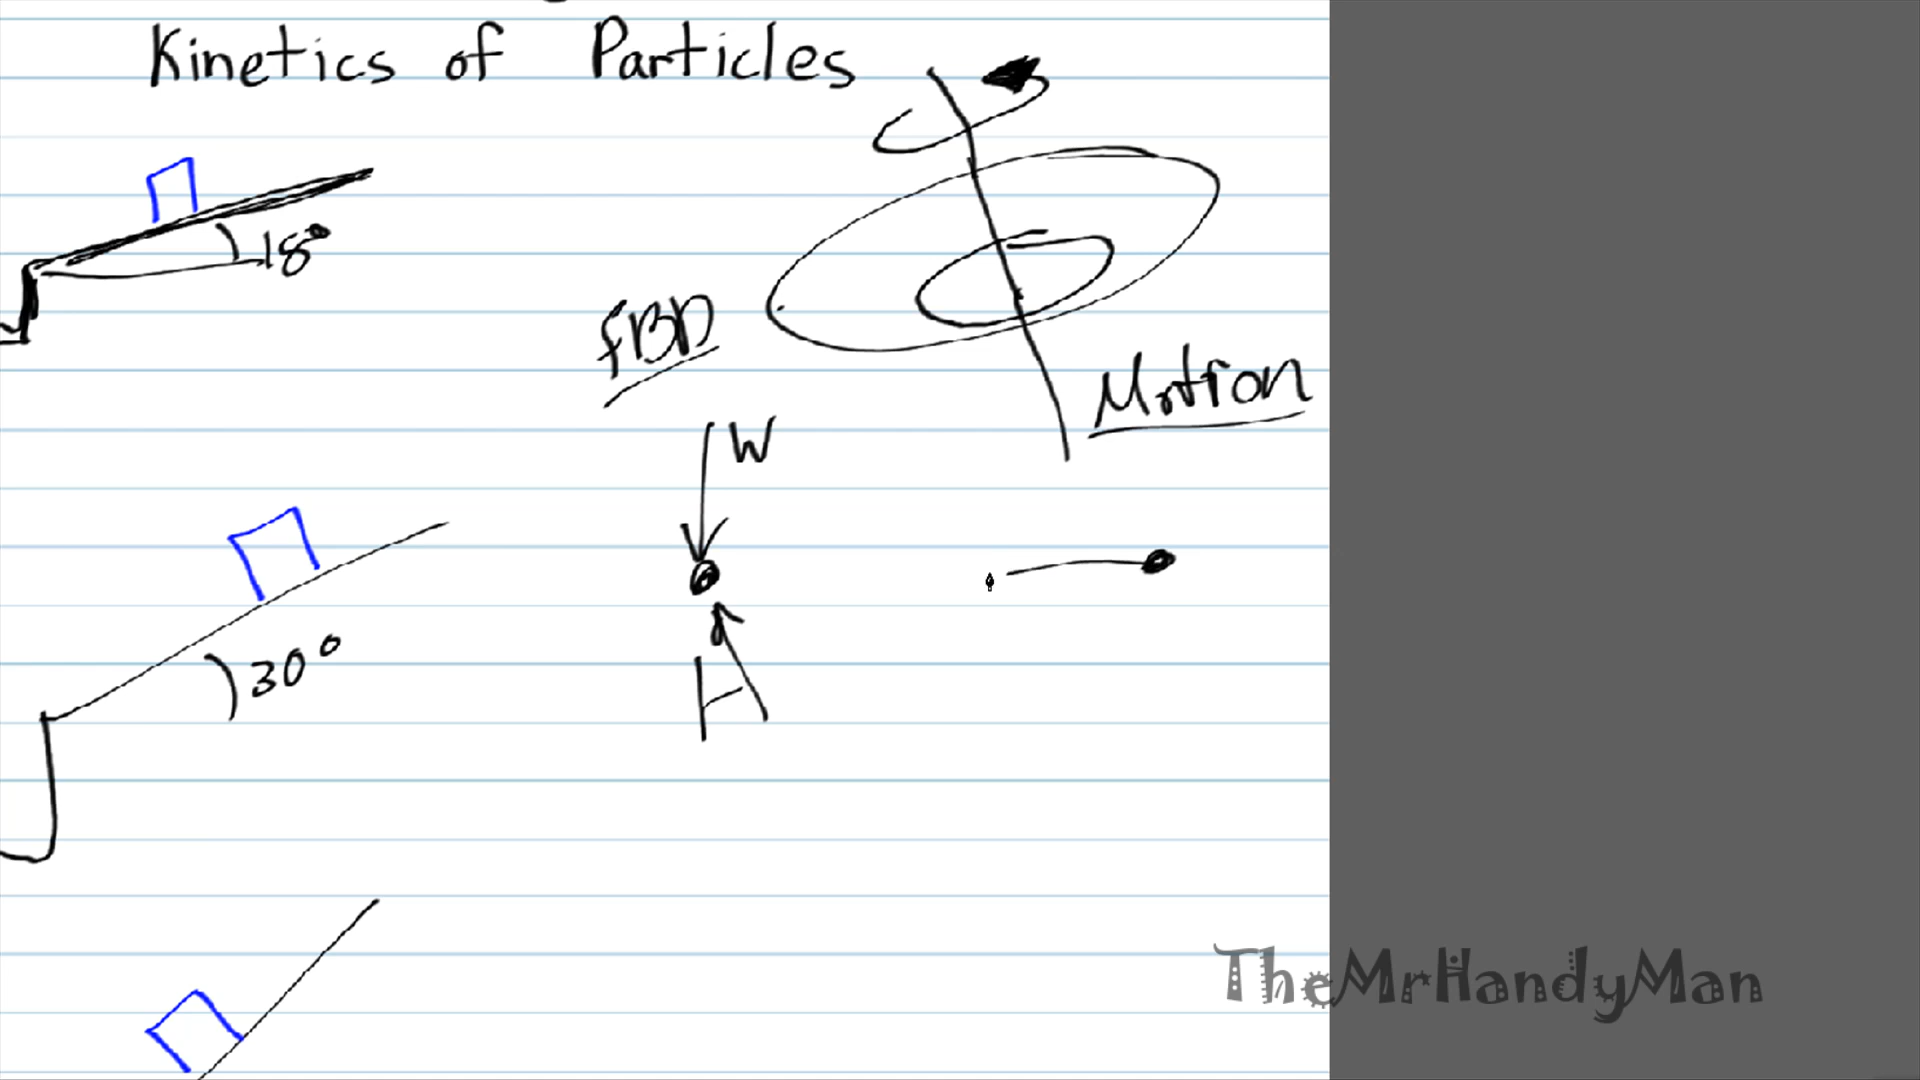 Kinetics of Particles
18°
fBD
Motion
W
30°
TheMrHandyMan